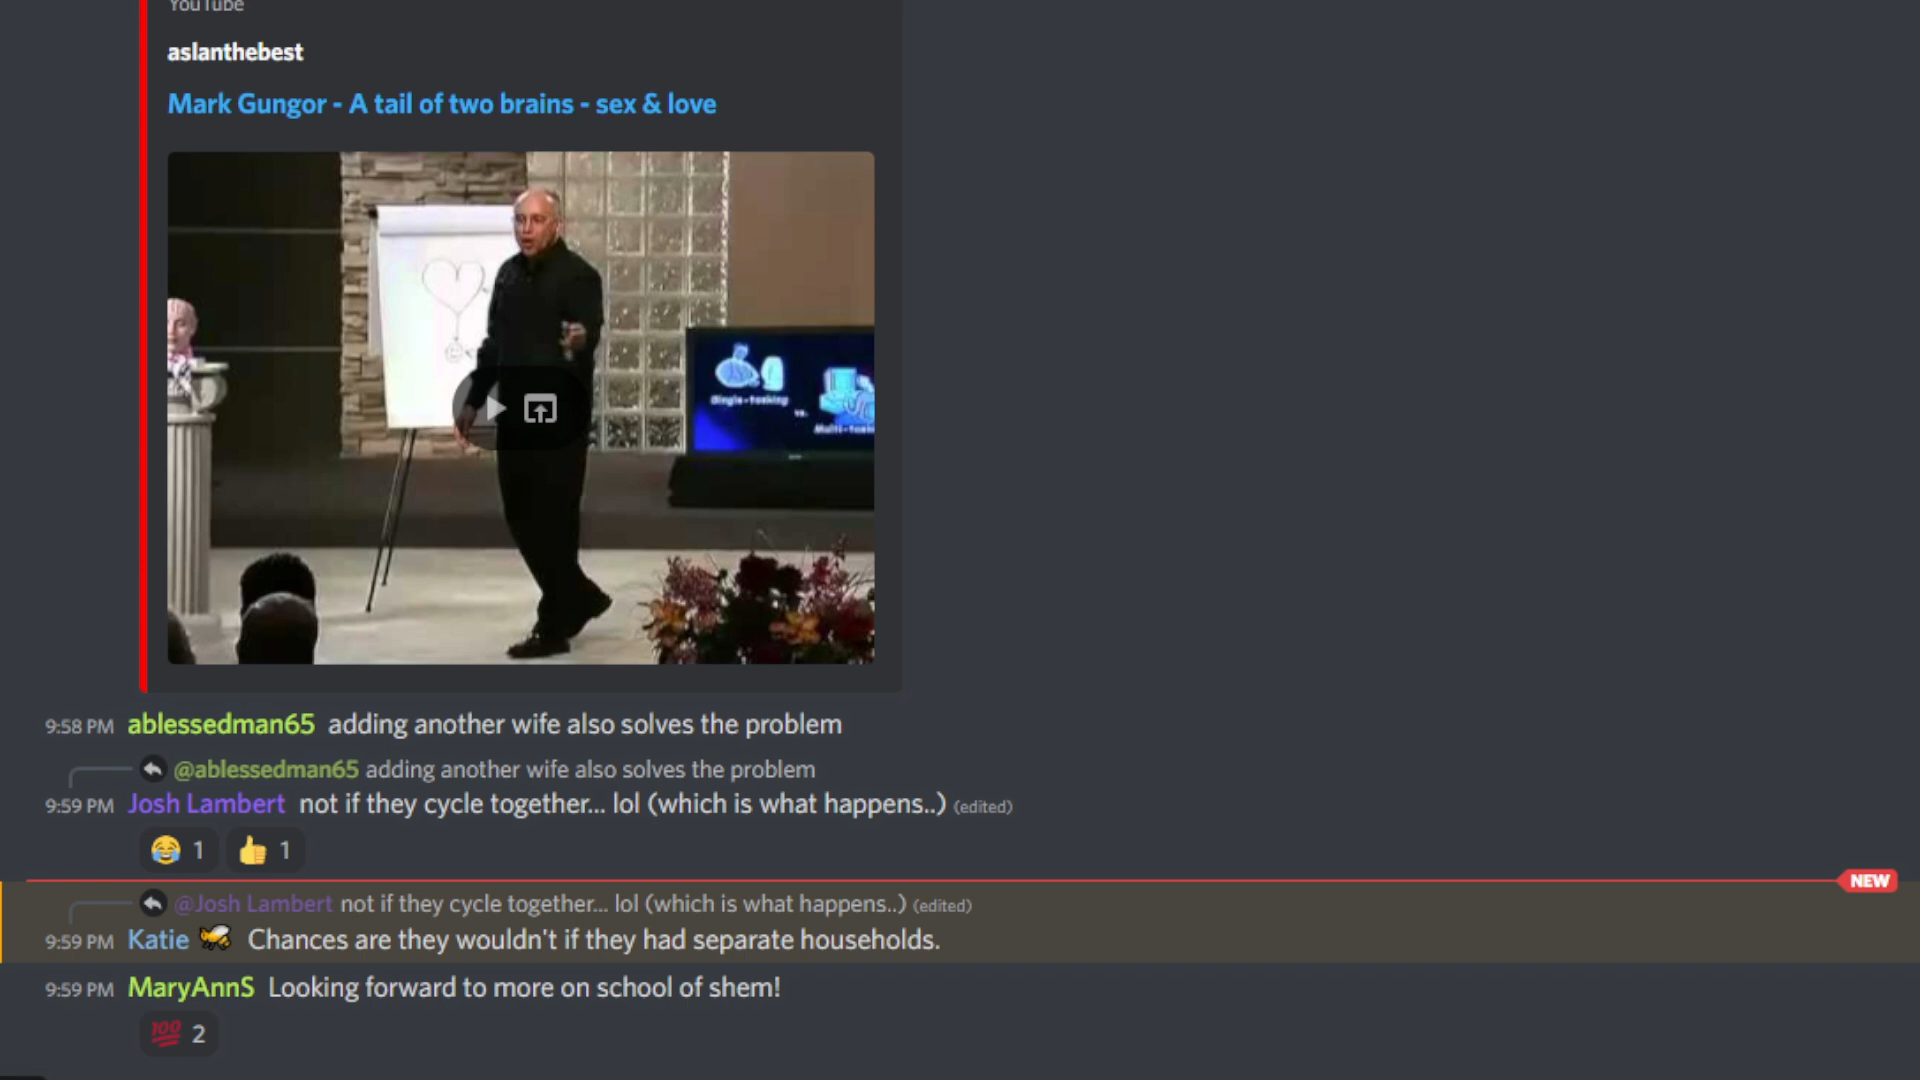 YouTube
aslanthebest
Mark Gungor - A tail of two brains - sex & love
Single-tasking
vs.
9:58 PM ablessedman65 adding another wife also solves the problem
@ablessedman65 adding another wife also solves the problem
9:59 PM Josh Lambert not if they cycle together... lol (which is what happens..) (edited)
😂 1 👍 1
NEW
@Josh Lambert not if they cycle together... lol (which is what happens..) (edited)
9:59 PM Katie Chances are they wouldn't if they had separate households.
9:59 PM MaryAnnS Looking forward to more on school of shem!
💯 2